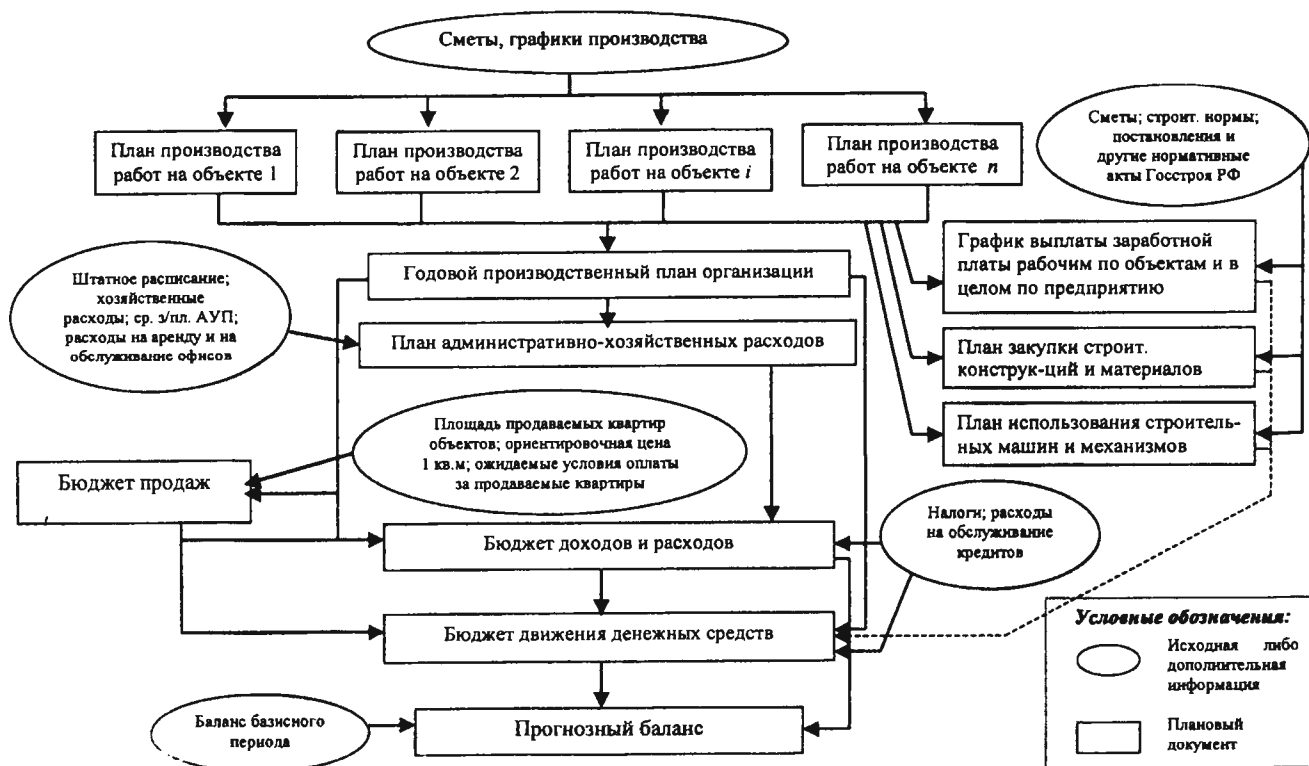 Сметы, графики производства
План производства
работ на объекте 1
План производства
работ на объекте 2
План производства
работ на объекте i
План производства
работ на объекте n
Сметы; строит. нормы;
постановления и
другие нормативные
акты Госстроя РФ
Штатное расписание;
хозяйственные
расходы; ср. з/пл. АУП;
расходы на аренду и на
обслуживание офисов
Годовой производственный план организации
График выплаты заработной
платы рабочим по объектам и в
целом по предприятию
План административно-хозяйственных расходов
План закупки строит.
конструк-ций и материалов
Площадь продаваемых квартир
объектов; ориентировочная цена
1 кв.м; ожидаемые условия оплаты
за продаваемые квартиры
План использования строитель-
ных машин и механизмов
Бюджет продаж
Налоги; расходы
на обслуживание
кредитов
Бюджет доходов и расходов
Бюджет движения денежных средств
Баланс базисного
периода
Прогнозный баланс
Условные обозначения:
Исходная либо
дополнительная
информация
Плановый
документ